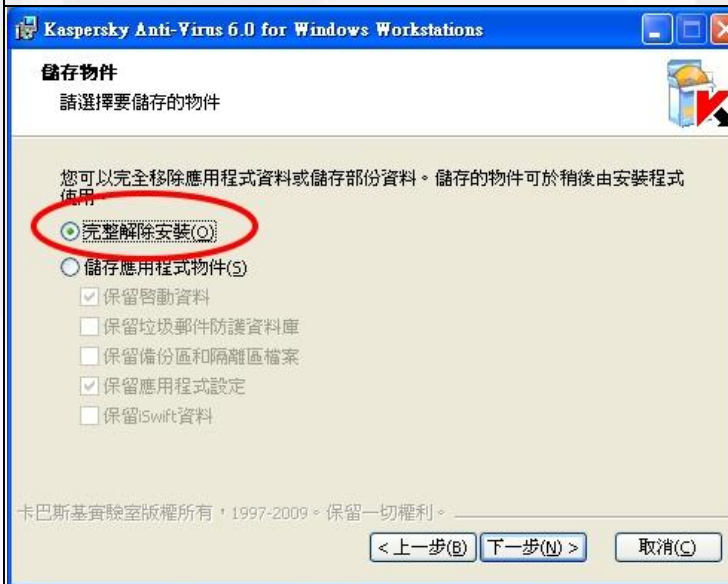 Kaspersky Anti-Virus 6.0 for Windows Workstations
儲存物件
請選擇要儲存的物件
您可以完全移除應用程式資料或儲存部份資料。儲存的物件可於稍後由安裝程式
使用。
完整解除安裝(O)
儲存應用程式物件(S)
保留啓動資料
保留垃圾郵件防護資料庫
保留備份區和隔離區檔案
保留應用程式設定
保留iSwift資料
卡巴斯基實驗室版權所有，1997-2009。保留一切權利。
< 上一步(B) 下一步(N) > 取消(C)